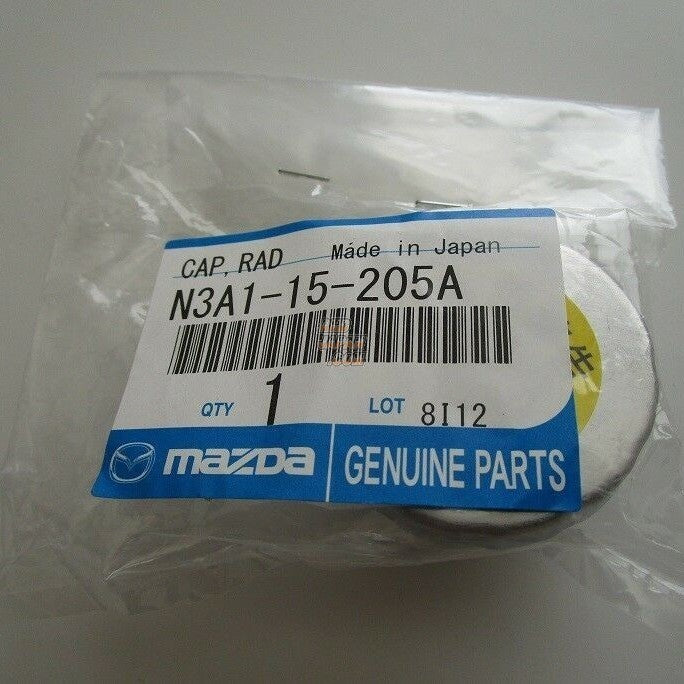 CAP, RAD Made in Japan
N3A1-15-205A
QTY 1 LOT 8I12
mazda GENUINE PARTS